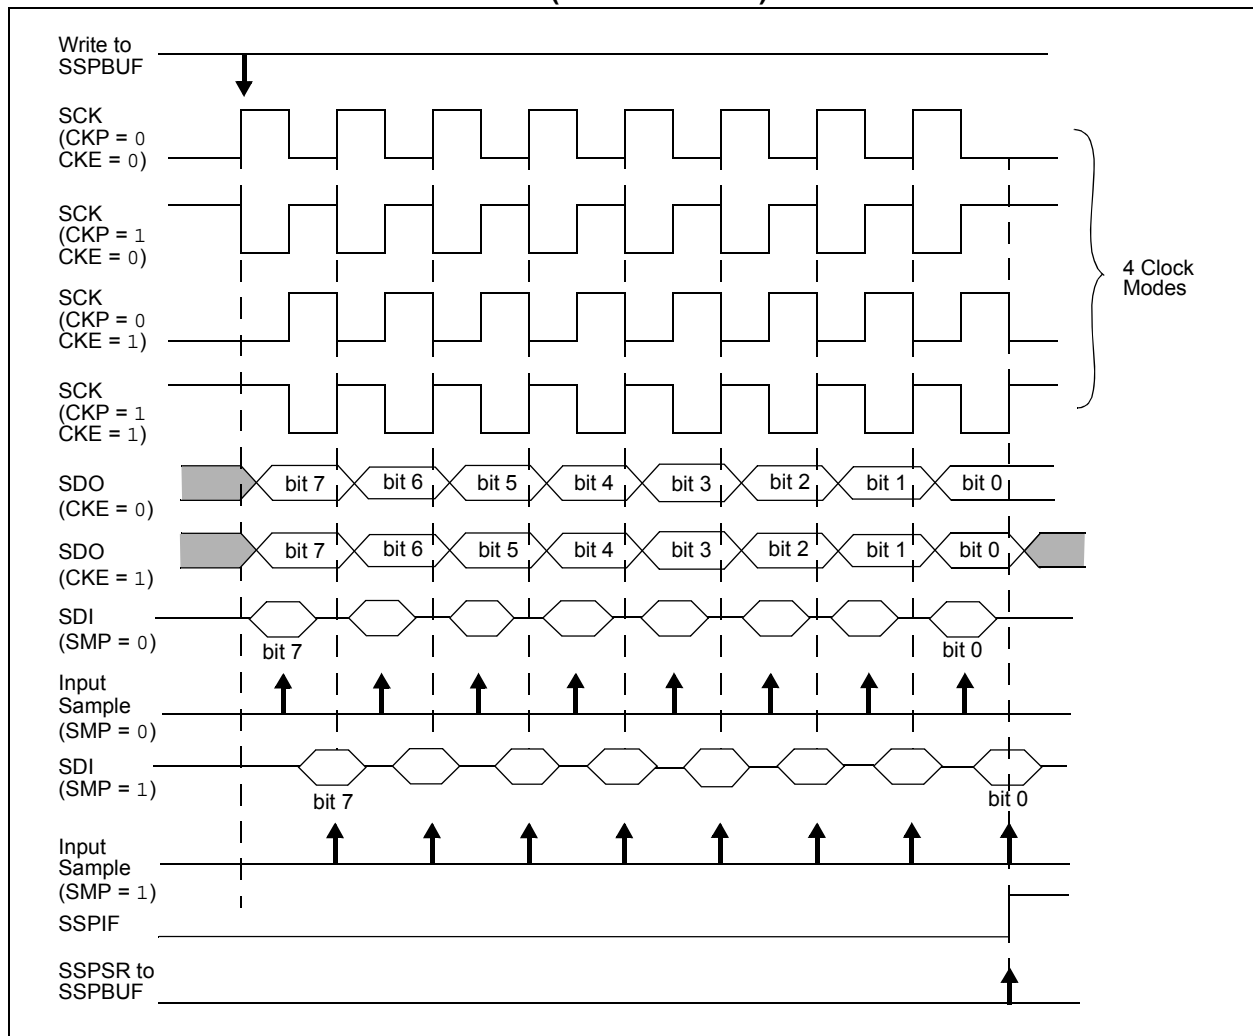 Write to
SSPBUF
SCK
(CKP = 0
CKE = 0)
SCK
(CKP = 1
CKE = 0)
SCK
(CKP = 0
CKE = 1)
SCK
(CKP = 1
CKE = 1)
4 Clock
Modes
SDO
(CKE = 0)
bit 7 bit 6 bit 5 bit 4 bit 3 bit 2 bit 1 bit 0
SDO
(CKE = 1)
bit 7 bit 6 bit 5 bit 4 bit 3 bit 2 bit 1 bit 0
SDI
(SMP = 0)
bit 7 bit 0
Input
Sample
(SMP = 0)
SDI
(SMP = 1)
bit 7 bit 0
Input
Sample
(SMP = 1)
SSPIF
SSPSR to
SSPBUF